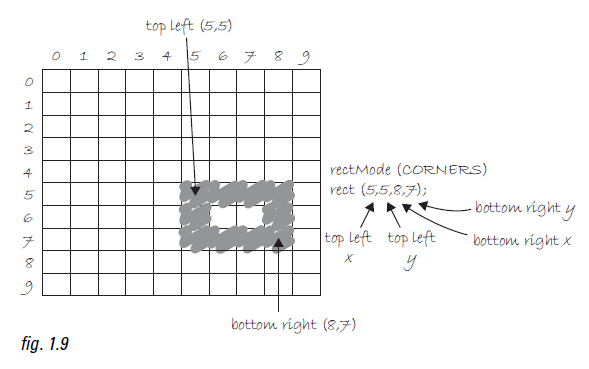 top left (5,5)
0 1 2 3 4 5 6 7 8 9
0
1
2
3
4
5
6
7
8
9
rectMode (CORNERS)
rect (5,5,8,7);
bottom right y
top left x
top left y
bottom right x
bottom right (8,7)
fig. 1.9